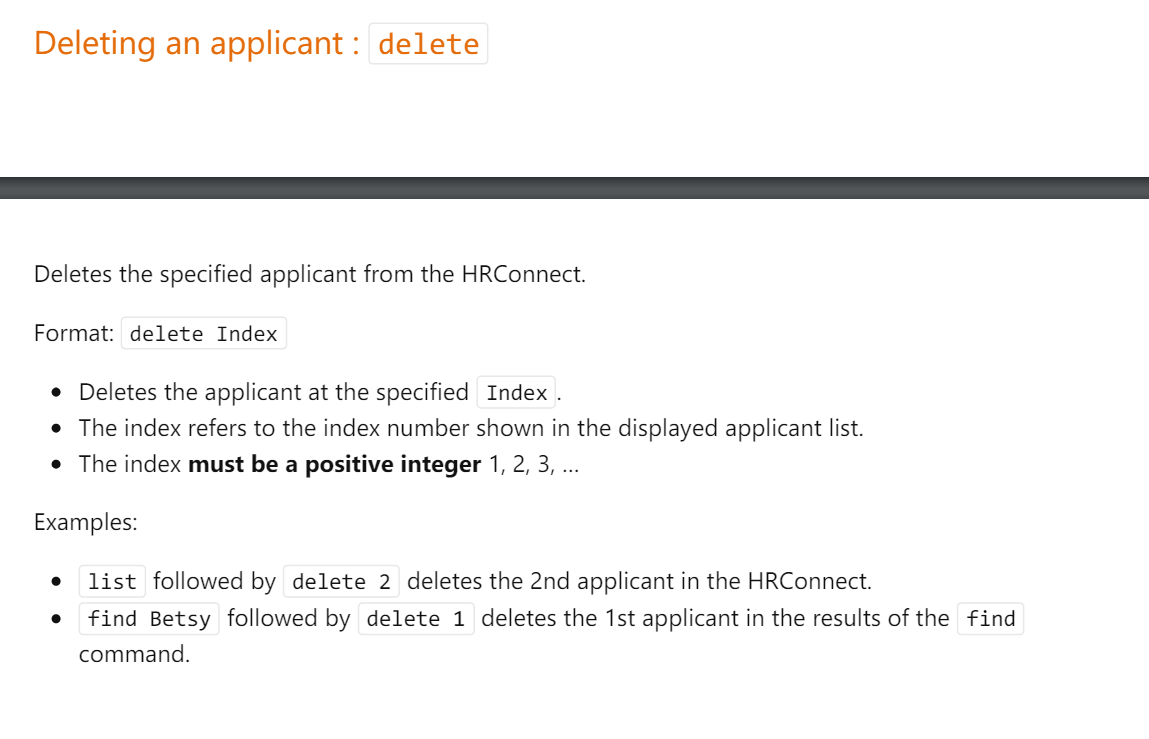 Deleting an applicant : delete
Deletes the specified applicant from the HRConnect.
Format: delete Index
• Deletes the applicant at the specified Index.
• The index refers to the index number shown in the displayed applicant list.
• The index must be a positive integer 1, 2, 3, …
Examples:
• list followed by delete 2 deletes the 2nd applicant in the HRConnect.
• find Betsy followed by delete 1 deletes the 1st applicant in the results of the find
command.